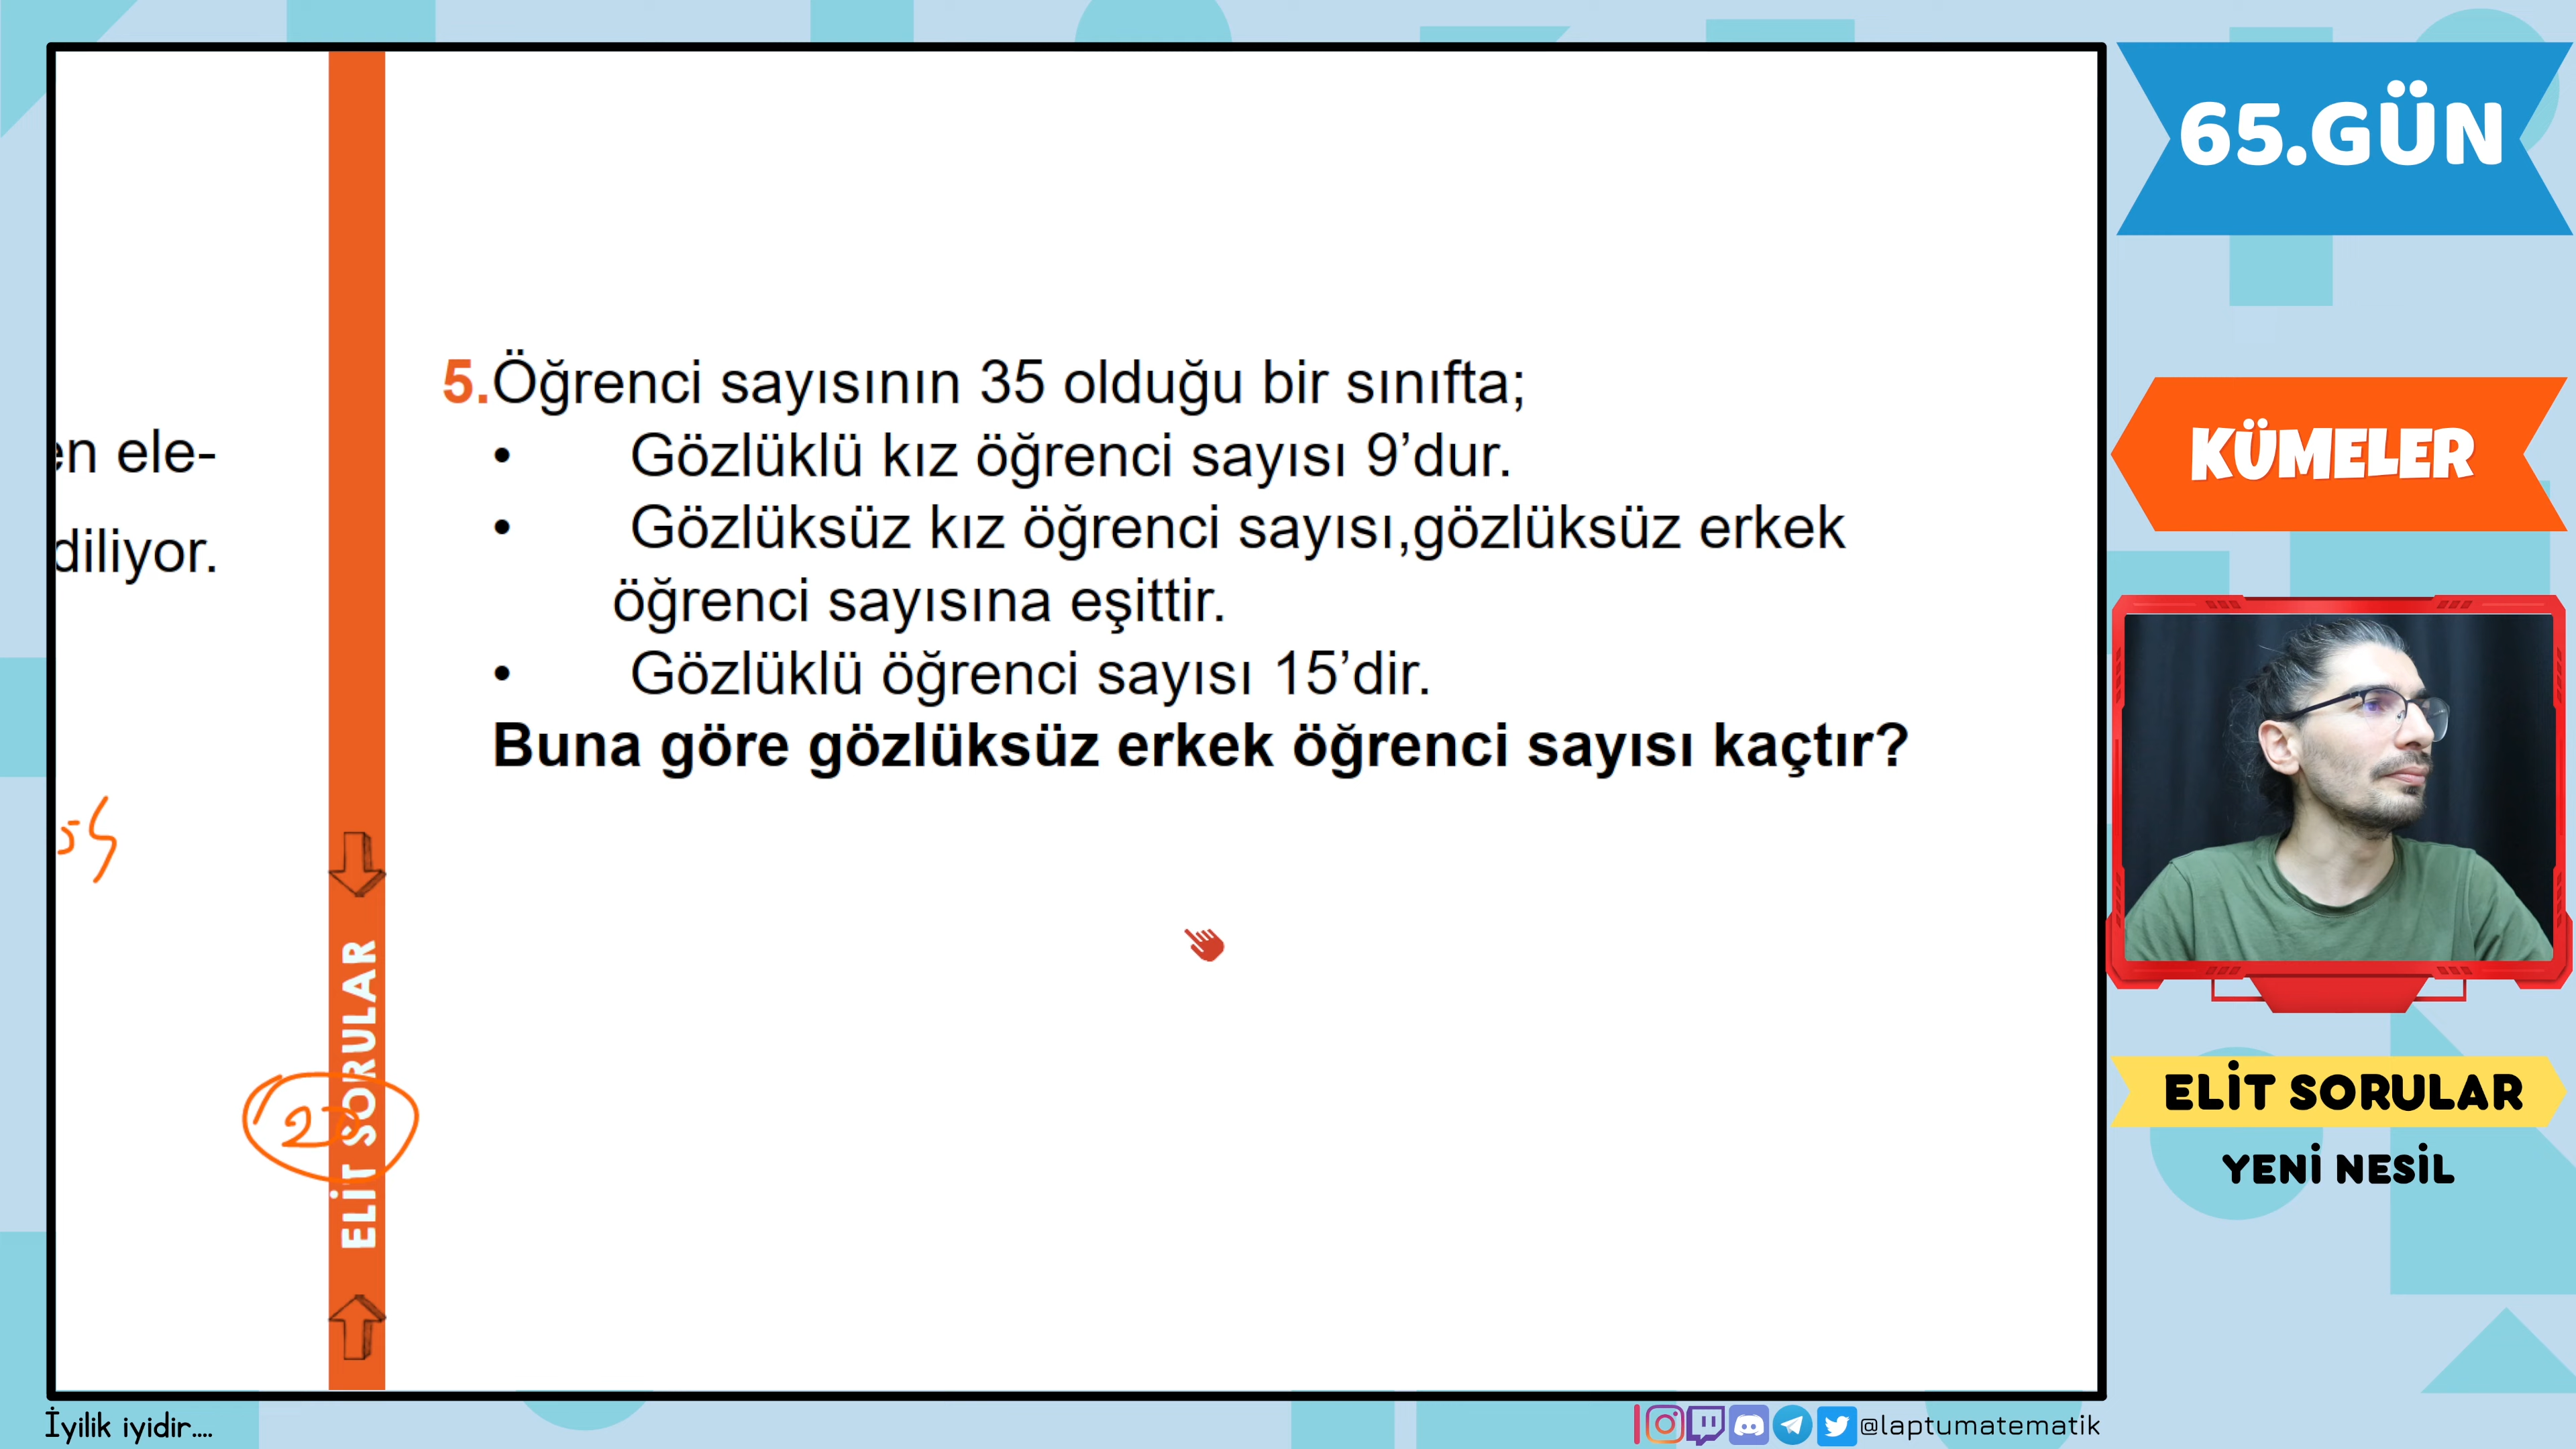 65.GÜN
5.Öğrenci sayısının 35 olduğu bir sınıfta;
• Gözlüklü kız öğrenci sayısı 9’dur.
• Gözlüksüz kız öğrenci sayısı,gözlüksüz erkek
öğrenci sayısına eşittir.
• Gözlüklü öğrenci sayısı 15’dir.
Buna göre gözlüksüz erkek öğrenci sayısı kaçtır?
en ele-
diliyor.
ELİT SORULAR
KÜMELER
ELİT SORULAR
YENİ NESİL
İyilik iyidir....
@laptumatematik